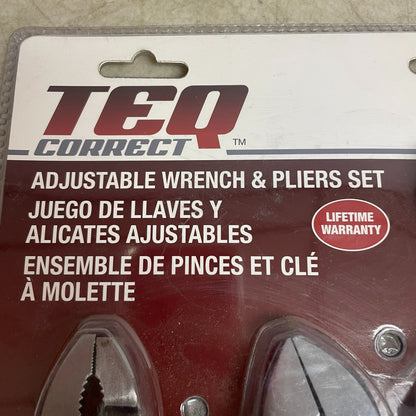 TEQ
CORRECT™
ADJUSTABLE WRENCH & PLIERS SET
JUEGO DE LLAVES Y
ALICATES AJUSTABLES
LIFETIME
WARRANTY
ENSEMBLE DE PINCES ET CLÉ
À MOLETTE